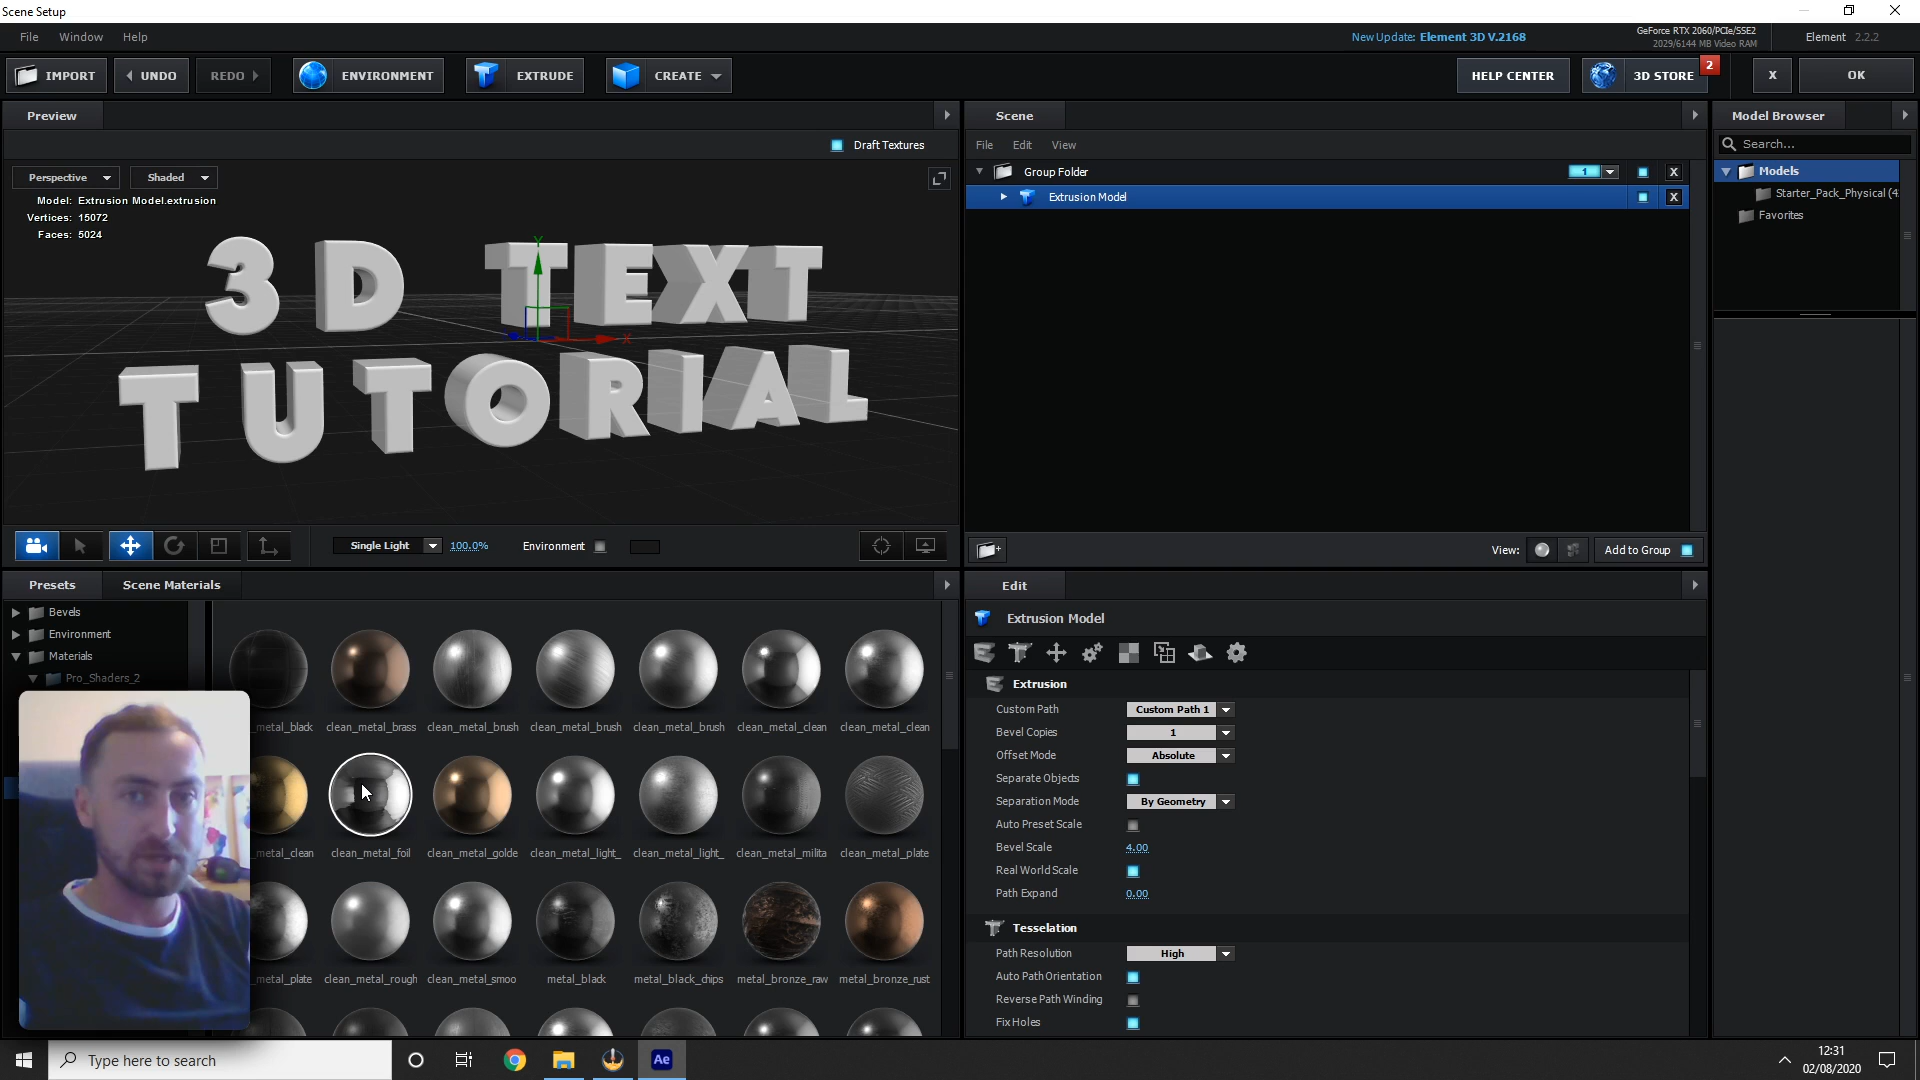 Scene Setup
File Window Help
New Update: Element 3D V.2168
GeForce RTX 2060/PCIe/SSE2
2029/6144 MB Video RAM
Element 2.2.2
IMPORT UNDO REDO ENVIRONMENT EXTRUDE CREATE HELP CENTER 3D STORE 2 X OK
Preview
Draft Textures
Perspective Shaded
Model: Extrusion Model.extrusion
Vertices: 15072
Faces: 5024
3D TEXT
TUTORIAL
Y
X
Single Light 100.0% Environment
Scene
File Edit View
Group Folder 1 X
Extrusion Model X
View: Add to Group
Model Browser
Search...
Models
Starter_Pack_Physical (4
Favorites
Presets Scene Materials
Bevels
Environment
Materials
Pro_Shaders_2
_metal_black clean_metal_brass clean_metal_brush clean_metal_brush clean_metal_brush clean_metal_clean clean_metal_clean
_metal_clean clean_metal_foil clean_metal_golde clean_metal_light_ clean_metal_light_ clean_metal_milita clean_metal_plate
_metal_plate clean_metal_rough clean_metal_smoo metal_black metal_black_chips metal_bronze_raw metal_bronze_rust
Edit
Extrusion Model
Extrusion
Custom Path Custom Path 1
Bevel Copies 1
Offset Mode Absolute
Separate Objects
Separation Mode By Geometry
Auto Preset Scale
Bevel Scale 4.00
Real World Scale
Path Expand 0.00
Tesselation
Path Resolution High
Auto Path Orientation
Reverse Path Winding
Fix Holes
Type here to search
Ae
12:31
02/08/2020